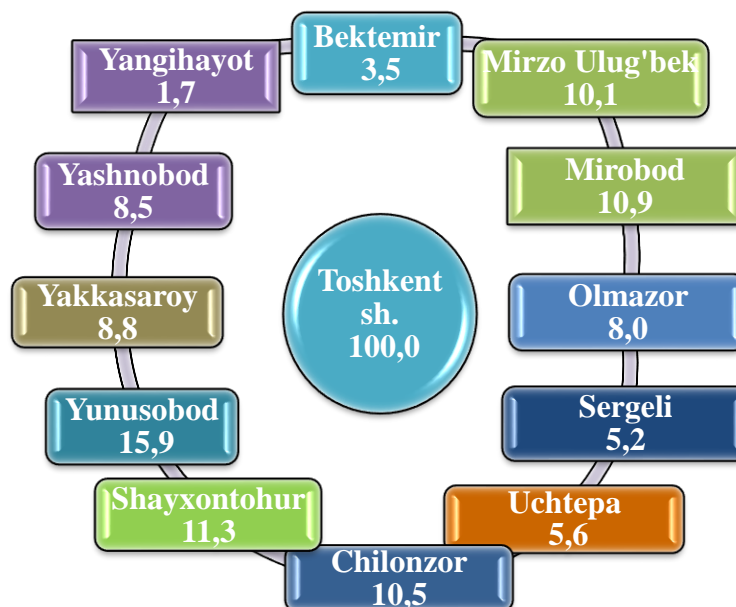 Bektemir
3,5
Mirzo Ulug'bek
10,1
Mirobod
10,9
Olmazor
8,0
Sergeli
5,2
Uchtepa
5,6
Chilonzor
10,5
Shayxontohur
11,3
Yunusobod
15,9
Yakkasaroy
8,8
Yashnobod
8,5
Yangihayot
1,7
Toshkent
sh.
100,0